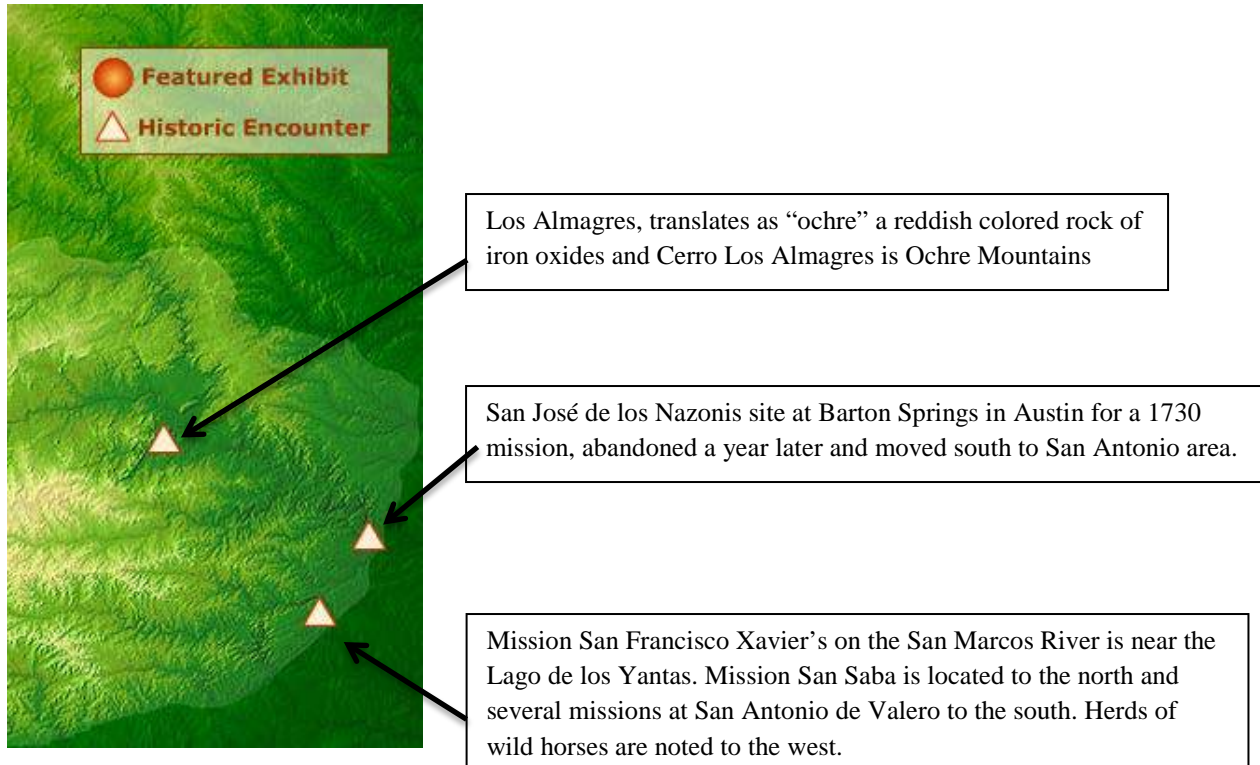 Featured Exhibit
Historic Encounter
Los Almagres, translates as “ochre” a reddish colored rock of
iron oxides and Cerro Los Almagres is Ochre Mountains
San José de los Nazonis site at Barton Springs in Austin for a 1730
mission, abandoned a year later and moved south to San Antonio area.
Mission San Francisco Xavier’s on the San Marcos River is near the
Lago de los Yantas. Mission San Saba is located to the north and
several missions at San Antonio de Valero to the south. Herds of
wild horses are noted to the west.